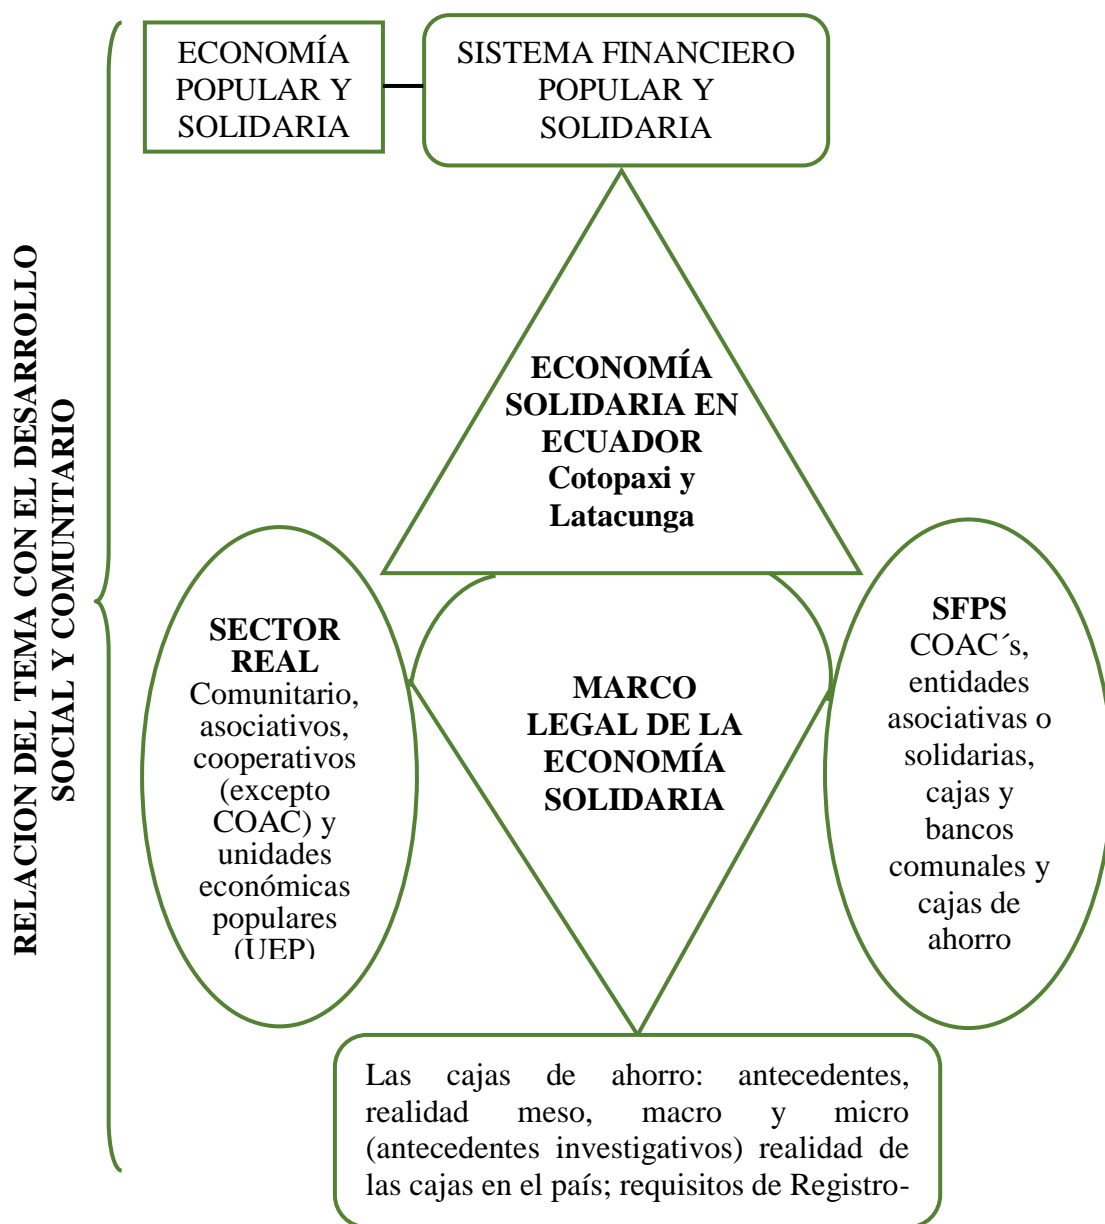 RELACION DEL TEMA CON EL DESARROLLO
SOCIAL Y COMUNITARIO
ECONOMÍA
POPULAR Y
SOLIDARIA
SISTEMA FINANCIERO
POPULAR Y
SOLIDARIA
ECONOMÍA
SOLIDARIA EN
ECUADOR
Cotopaxi y
Latacunga
SECTOR
REAL
Comunitario,
asociativos,
cooperativos
(excepto
COAC) y
unidades
económicas
populares
(UEP)
MARCO
LEGAL DE LA
ECONOMÍA
SOLIDARIA
SFPS
COAC´s,
entidades
asociativas o
solidarias,
cajas y
bancos
comunales y
cajas de
ahorro
Las cajas de ahorro: antecedentes,
realidad meso, macro y micro
(antecedentes investigativos) realidad de
las cajas en el país; requisitos de Registro-